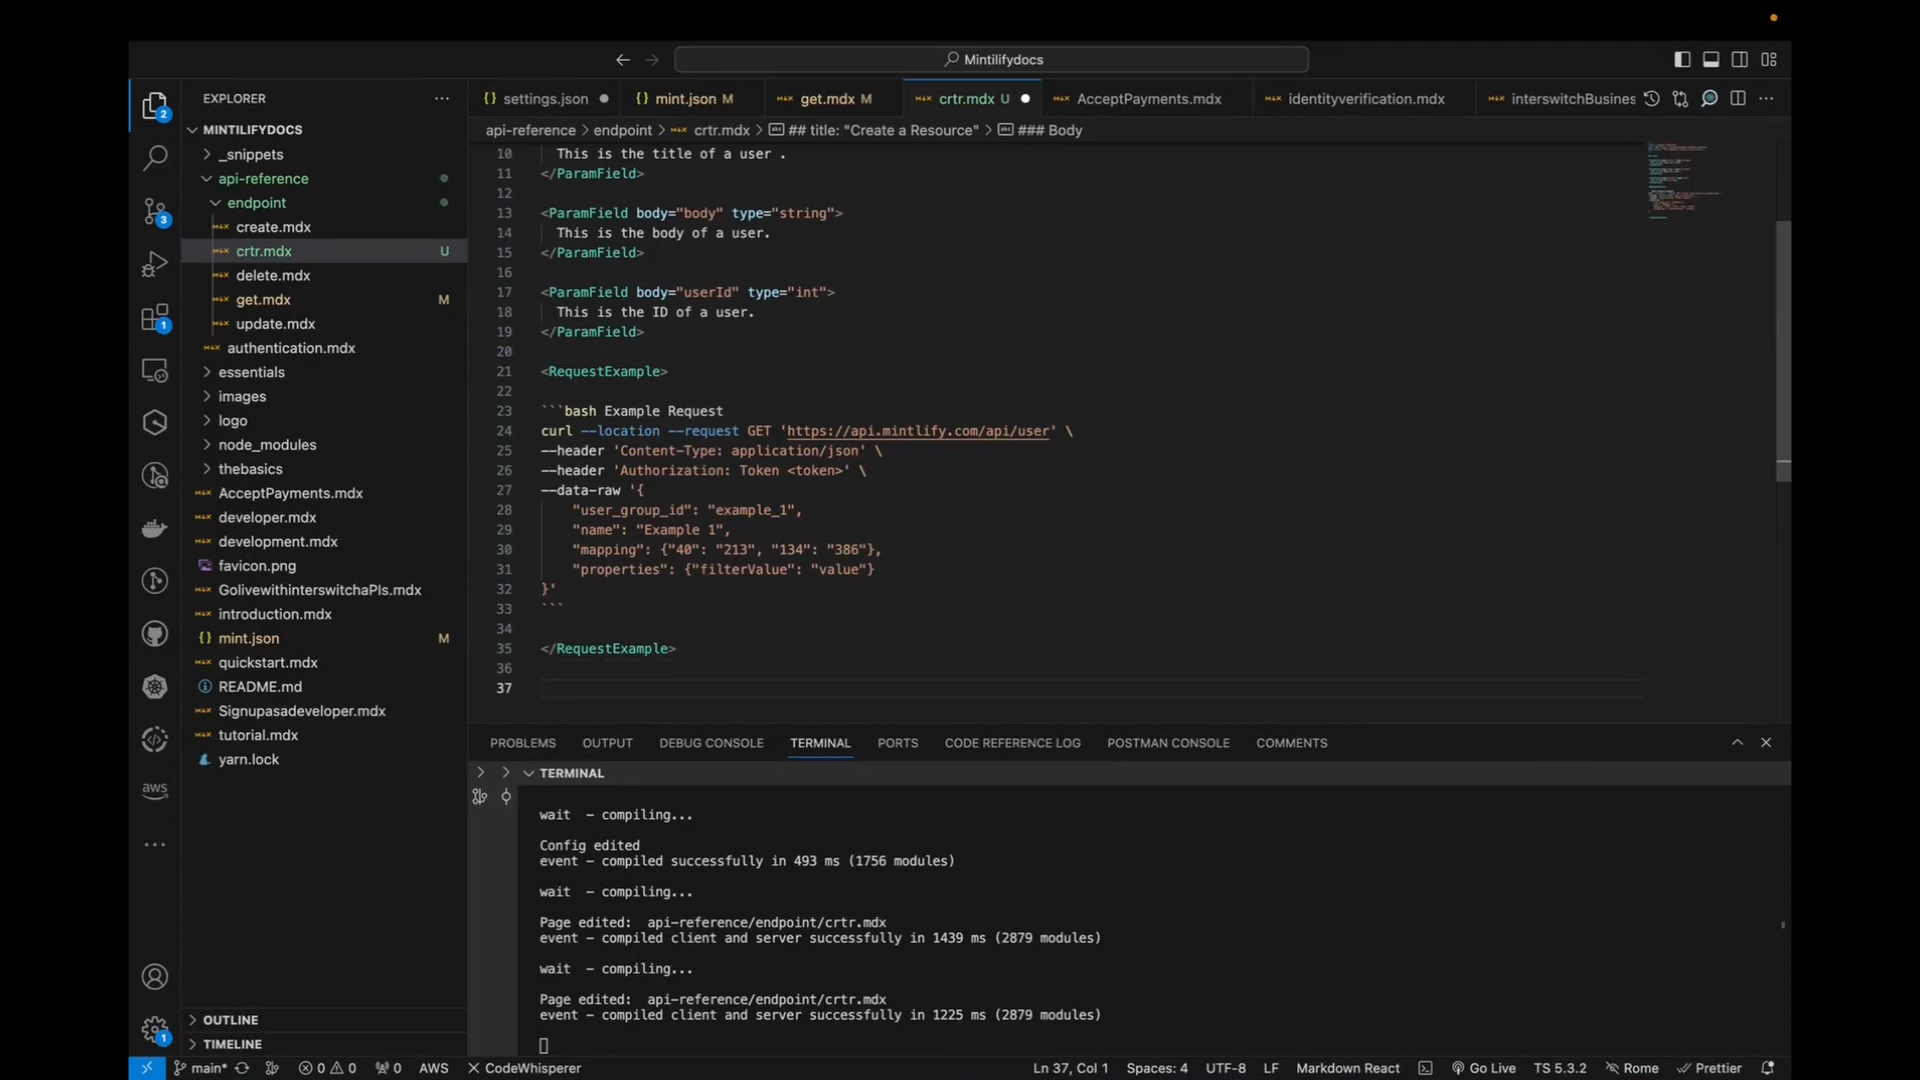 Mintilifydocs
EXPLORER
settings.json
mint.json M
get.mdx M
crtr.mdx U
AcceptPayments.mdx
identityverification.mdx
interswitchBusines
api-reference > endpoint > crtr.mdx > ## title: "Create a Resource" > ### Body
MINTILIFYDOCS
_snippets
api-reference
endpoint
create.mdx
crtr.mdx U
delete.mdx
get.mdx M
update.mdx
authentication.mdx
essentials
images
logo
node_modules
thebasics
AcceptPayments.mdx
developer.mdx
development.mdx
favicon.png
GolivewithinterswitchaPIs.mdx
introduction.mdx
mint.json M
quickstart.mdx
README.md
Signupasadeveloper.mdx
tutorial.mdx
yarn.lock
OUTLINE
TIMELINE
2
3
1
aws
1
10 This is the title of a user .
11 </ParamField>
12
13 <ParamField body="body" type="string">
14 This is the body of a user.
15 </ParamField>
16
17 <ParamField body="userId" type="int">
18 This is the ID of a user.
19 </ParamField>
20
21 <RequestExample>
22
23 ```bash Example Request
24 curl --location --request GET 'https://api.mintlify.com/api/user' \
25 --header 'Content-Type: application/json' \
26 --header 'Authorization: Token <token>' \
27 --data-raw '{
28 "user_group_id": "example_1",
29 "name": "Example 1",
30 "mapping": {"40": "213", "134": "386"},
31 "properties": {"filterValue": "value"}
32 }'
33 ```
34
35 </RequestExample>
36
37
PROBLEMS OUTPUT DEBUG CONSOLE TERMINAL PORTS CODE REFERENCE LOG POSTMAN CONSOLE COMMENTS
TERMINAL
wait - compiling...
Config edited
event - compiled successfully in 493 ms (1756 modules)
wait - compiling...
Page edited: api-reference/endpoint/crtr.mdx
event - compiled client and server successfully in 1439 ms (2879 modules)
wait - compiling...
Page edited: api-reference/endpoint/crtr.mdx
event - compiled client and server successfully in 1225 ms (2879 modules)
main* 0 0 0 AWS CodeWhisperer Ln 37, Col 1 Spaces: 4 UTF-8 LF Markdown React Go Live TS 5.3.2 Rome Prettier